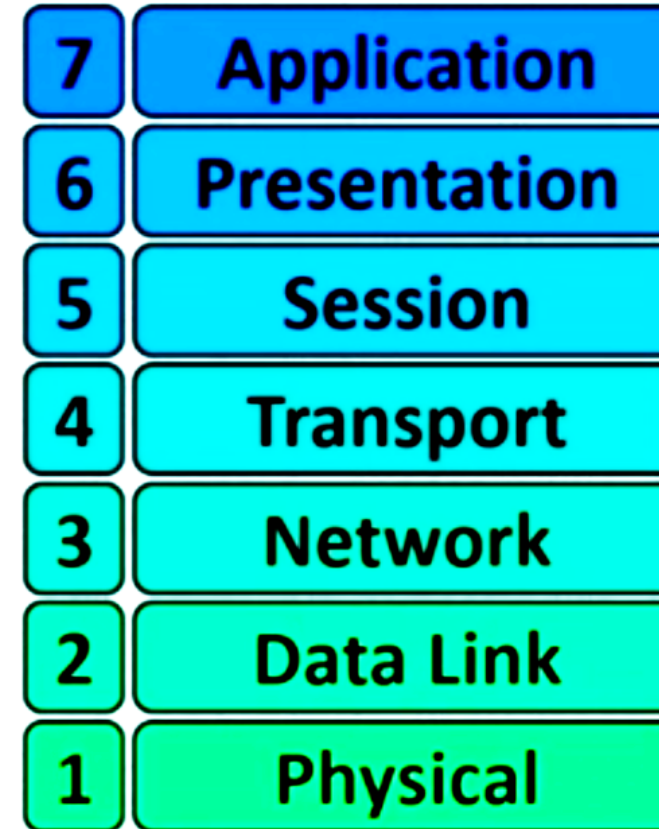 7 Application
6 Presentation
5 Session
4 Transport
3 Network
2 Data Link
1 Physical